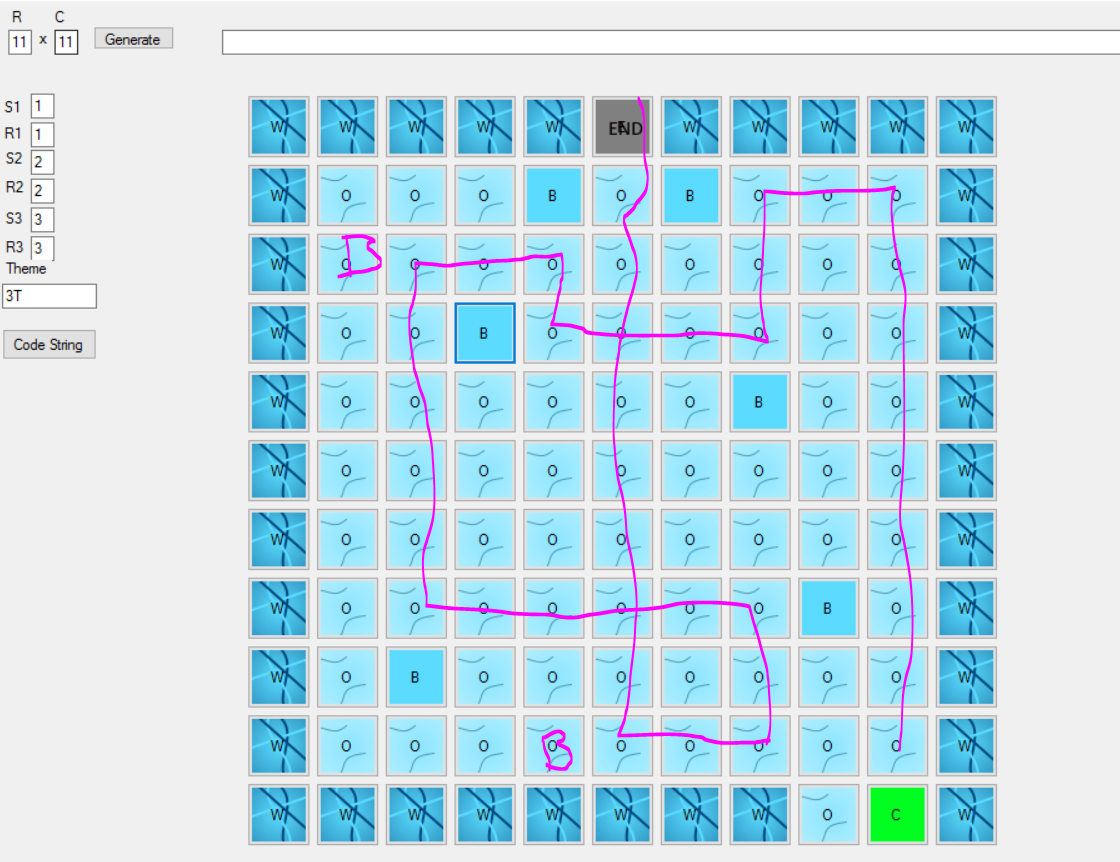 R C
11 x 11 Generate
S1 1
R1 1
S2 2
R2 2
S3 3
R3 3
Theme
3T
Code String
W W W W W END W W W W W
W O O O B O B O O O W
W O B O O O O O O O O W
W O O B O O O O O O W
W O O O O O O B O O W
W O O O O O O O O O W
W O O O O O O O O O W
W O O O O O O O B O W
W O B O O O O O O O W
W O O O O B O O O O O W
W W W W W W W W O C W